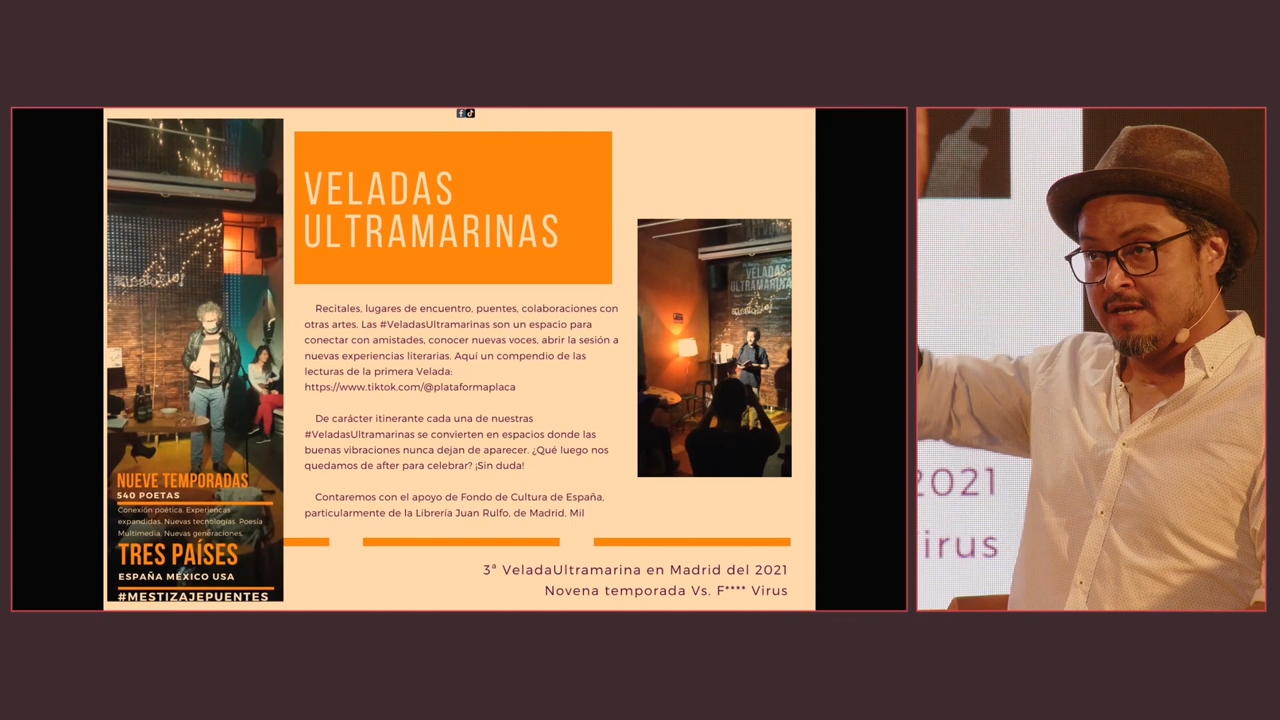 VELADAS
ULTRAMARINAS
Recitales, lugares de encuentro, puentes, colaboraciones con
otras artes. Las #VeladasUltramarinas son un espacio para
conectar con amistades, conocer nuevas voces, abrir la sesión a
nuevas experiencias literarias. Aquí un compendio de las
lecturas de la primera Velada:
https://www.tiktok.com/@plataformaplaca
De carácter itinerante cada una de nuestras
#VeladasUltramarinas se convierten en espacios donde las
buenas vibraciones nunca dejan de aparecer. ¿Qué luego nos
quedamos de after para celebrar? ¡Sin duda!
Contaremos con el apoyo de Fondo de Cultura de España,
particularmente de la Librería Juan Rulfo, de Madrid. Mil
NUEVE TEMPORADAS
540 POETAS
Conexión poética. Experiencas
expandidas. Nuevas tecnologías. Poesía
Multimedia. Nuevas generaciones.
TRES PAÍSES
ESPAÑA MÉXICO USA
#MESTIZAJEPUENTES
3ª VeladaUltramarina en Madrid del 2021
Novena temporada Vs. F**** Virus
VELADAS
ULTRAMARINA
2021
irus